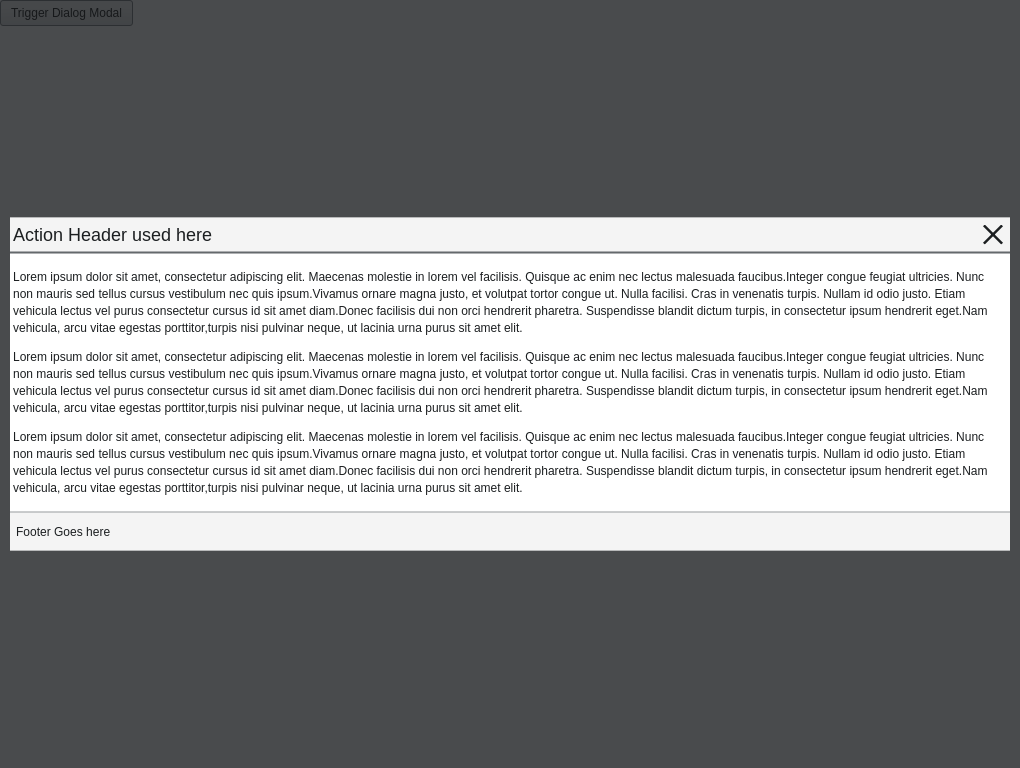 Trigger Dialog Modal
Action Header used here
Lorem ipsum dolor sit amet, consectetur adipiscing elit. Maecenas molestie in lorem vel facilisis. Quisque ac enim nec lectus malesuada faucibus.Integer congue feugiat ultricies. Nunc
non mauris sed tellus cursus vestibulum nec quis ipsum.Vivamus ornare magna justo, et volutpat tortor congue ut. Nulla facilisi. Cras in venenatis turpis. Nullam id odio justo. Etiam
vehicula lectus vel purus consectetur cursus id sit amet diam.Donec facilisis dui non orci hendrerit pharetra. Suspendisse blandit dictum turpis, in consectetur ipsum hendrerit eget.Nam
vehicula, arcu vitae egestas porttitor,turpis nisi pulvinar neque, ut lacinia urna purus sit amet elit.
Lorem ipsum dolor sit amet, consectetur adipiscing elit. Maecenas molestie in lorem vel facilisis. Quisque ac enim nec lectus malesuada faucibus.Integer congue feugiat ultricies. Nunc
non mauris sed tellus cursus vestibulum nec quis ipsum.Vivamus ornare magna justo, et volutpat tortor congue ut. Nulla facilisi. Cras in venenatis turpis. Nullam id odio justo. Etiam
vehicula lectus vel purus consectetur cursus id sit amet diam.Donec facilisis dui non orci hendrerit pharetra. Suspendisse blandit dictum turpis, in consectetur ipsum hendrerit eget.Nam
vehicula, arcu vitae egestas porttitor,turpis nisi pulvinar neque, ut lacinia urna purus sit amet elit.
Lorem ipsum dolor sit amet, consectetur adipiscing elit. Maecenas molestie in lorem vel facilisis. Quisque ac enim nec lectus malesuada faucibus.Integer congue feugiat ultricies. Nunc
non mauris sed tellus cursus vestibulum nec quis ipsum.Vivamus ornare magna justo, et volutpat tortor congue ut. Nulla facilisi. Cras in venenatis turpis. Nullam id odio justo. Etiam
vehicula lectus vel purus consectetur cursus id sit amet diam.Donec facilisis dui non orci hendrerit pharetra. Suspendisse blandit dictum turpis, in consectetur ipsum hendrerit eget.Nam
vehicula, arcu vitae egestas porttitor,turpis nisi pulvinar neque, ut lacinia urna purus sit amet elit.
Footer Goes here